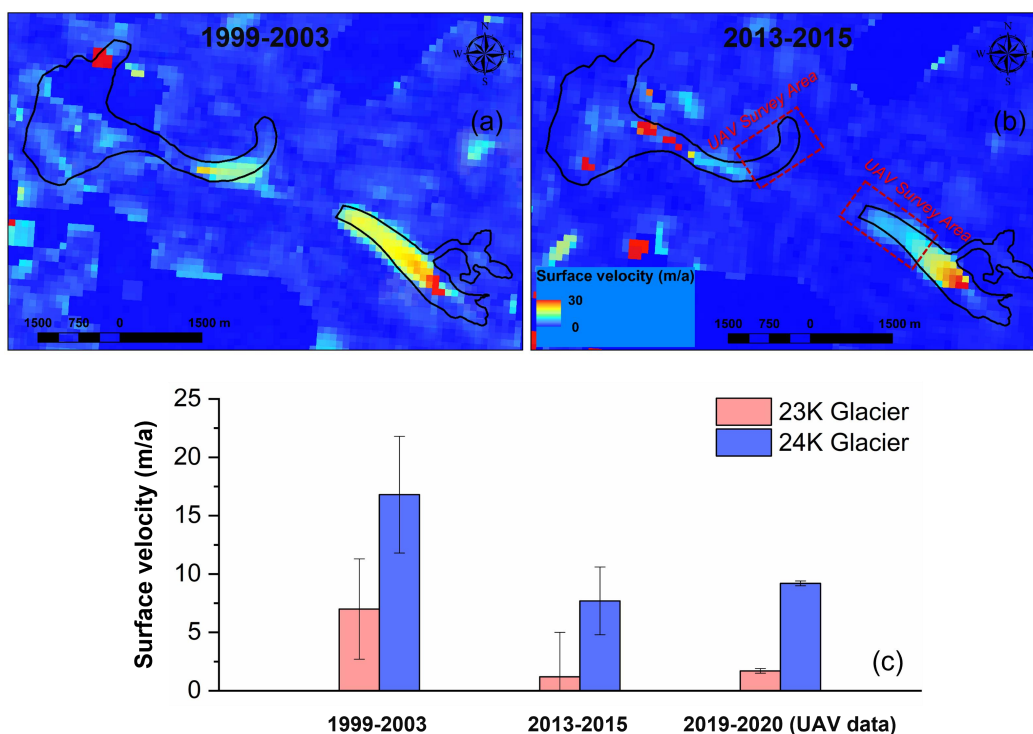 1999-2003
N
W
E
S
(a)
1500
750
0
1500 m
2013-2015
N
W
E
S
UAV Survey Area
(b)
UAV Survey Area
Surface velocity (m/a)
30
0
1500
750
0
1500 m
25
20
15
10
5
0
Surface velocity (m/a)
23K Glacier
24K Glacier
(c)
1999-2003
2013-2015
2019-2020 (UAV data)